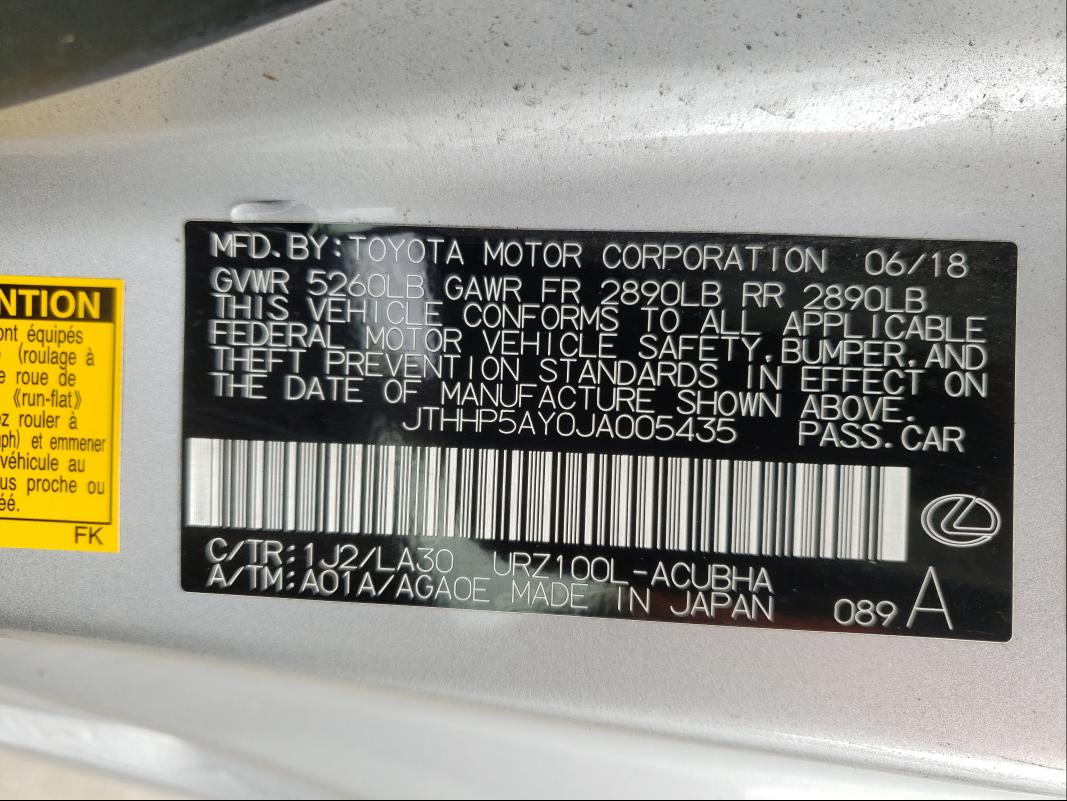 NTION
ont équipés
(roulage à
e roue de
《run-flat》
ez rouler à
ph) et emmener
véhicule au
us proche ou
éé.
FK
MFD.BY:TOYOTA MOTOR CORPORATION 06/18
GVWR 5260LB GAWR FR 2890LB RR 2890LB
THIS VEHICLE CONFORMS TO ALL APPLICABLE
FEDERAL MOTOR VEHICLE SAFETY,BUMPER,AND
THEFT PREVENTION STANDARDS IN EFFECT ON
THE DATE OF MANUFACTURE SHOWN ABOVE.
JTHHP5AY0JA005435 PASS.CAR
C/TR:1J2/LA30 URZ100L-ACUBHA
A/TM:A01A/AGA0E MADE IN JAPAN 089 A